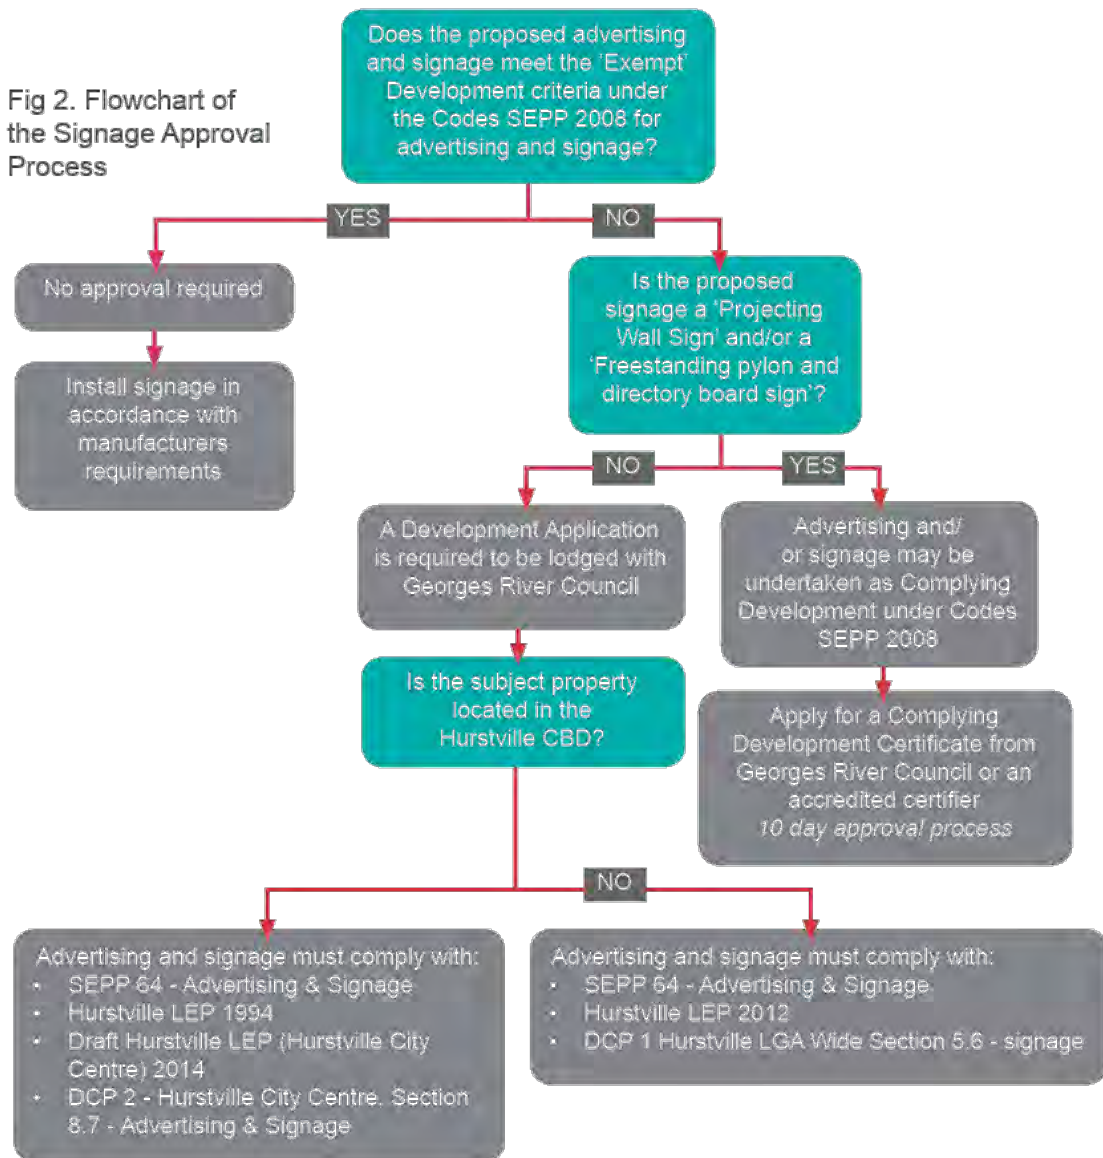 Does the proposed advertising
and signage meet the 'Exempt'
Development criteria under
the Codes SEPP 2008 for
advertising and signage?
Fig 2. Flowchart of
the Signage Approval
Process
YES
NO
No approval required
Install signage in
accordance with
manufacturers
requirements
Is the proposed
signage a 'Projecting
Wall Sign' and/or a
'Freestanding pylon and
directory board sign'?
NO
YES
A Development Application
is required to be lodged with
Georges River Council
Advertising and/
or signage may be
undertaken as Complying
Development under Codes
SEPP 2008
Is the subject property
located in the
Hurstville CBD?
Apply for a Complying
Development Certificate from
Georges River Council or an
accredited certifier
10 day approval process
NO
Advertising and signage must comply with:
• SEPP 64 - Advertising & Signage
• Hurstville LEP 1994
• Draft Hurstville LEP (Hurstville City
Centre) 2014
• DCP 2 - Hurstville City Centre. Section
8.7 - Advertising & Signage
Advertising and signage must comply with:
• SEPP 64 - Advertising & Signage
• Hurstville LEP 2012
• DCP 1 Hurstville LGA Wide Section 5.6 - signage